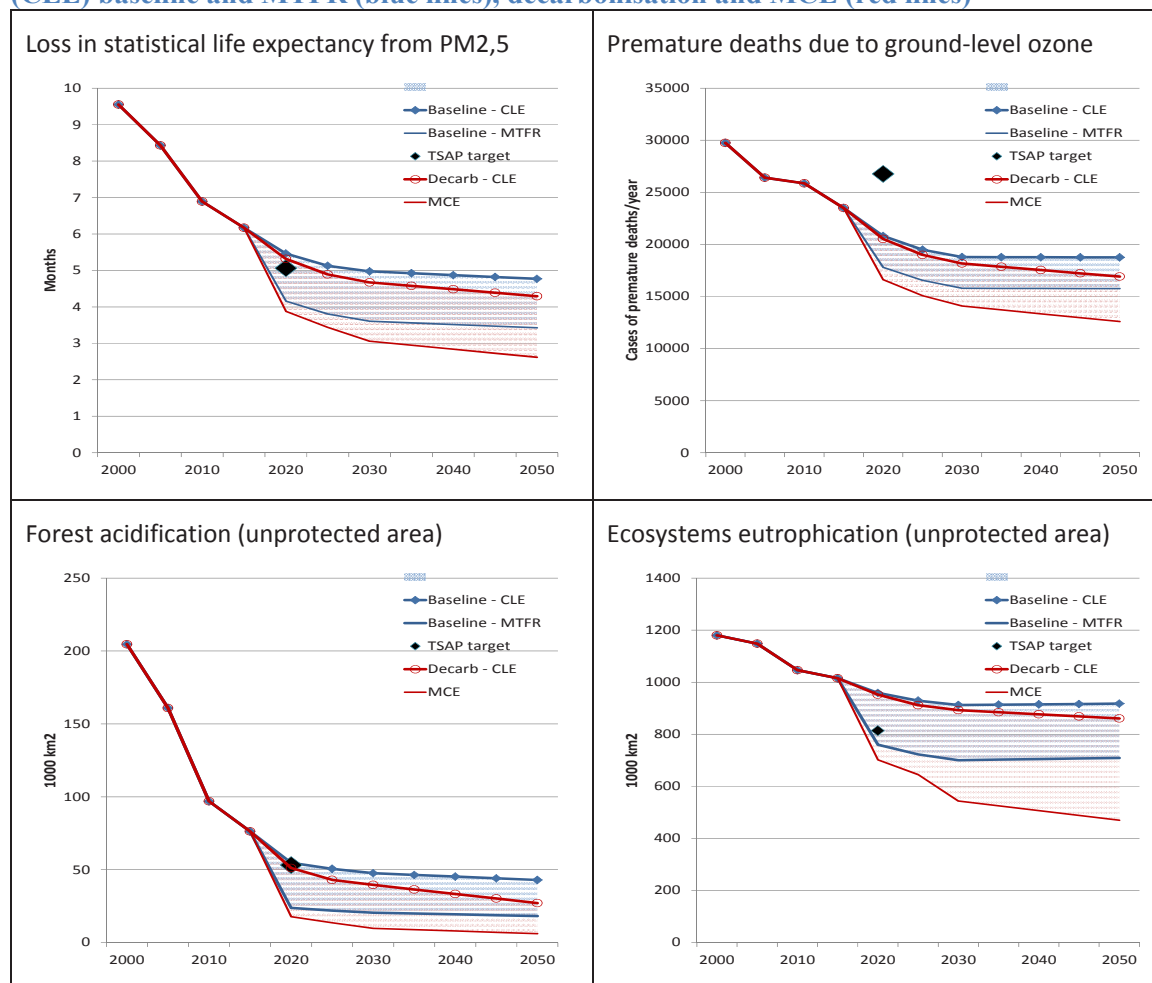 (CLE) baseline and MTFR (blue lines), decarbonisation and MCE (red lines)
Loss in statistical life expectancy from PM2,5
10
9
8
7
6
5
4
3
2
1
0
Months
2000 2010 2020 2030 2040 2050
Baseline - CLE
Baseline - MTFR
TSAP target
Decarb - CLE
MCE
Premature deaths due to ground-level ozone
35000
30000
25000
20000
15000
10000
5000
0
Cases of premature deaths/year
2000 2010 2020 2030 2040 2050
Baseline - CLE
Baseline - MTFR
TSAP target
Decarb - CLE
MCE
Forest acidification (unprotected area)
250
200
150
100
50
0
1000 km2
2000 2010 2020 2030 2040 2050
Baseline - CLE
Baseline - MTFR
TSAP target
Decarb - CLE
MCE
Ecosystems eutrophication (unprotected area)
1400
1200
1000
800
600
400
200
0
1000 km2
2000 2010 2020 2030 2040 2050
Baseline - CLE
Baseline - MTFR
TSAP target
Decarb - CLE
MCE